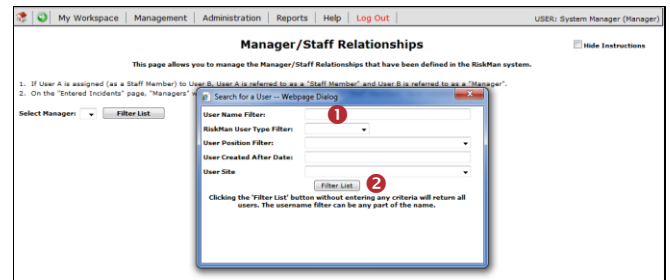 My Workspace | Management | Administration | Reports | Help | Log Out | USER: System Manager (Manager)
Manager/Staff Relationships
Hide Instructions
This page allows you to manage the Manager/Staff Relationships that have been defined in the RiskMan system.
1. If User A is assigned (as a Staff Member) to User B, User A is referred to as a "Staff Member" and User B is referred to as a "Manager".
2. On the "Entered Incidents" page, "Managers" w
Search for a User -- Webpage Dialog
Select Manager: Filter List
User Name Filter: 1
RiskMan User Type Filter:
User Position Filter:
User Created After Date:
User Site
Filter List 2
Clicking the 'Filter List' button without entering any criteria will return all
users. The username filter can be any part of the name.